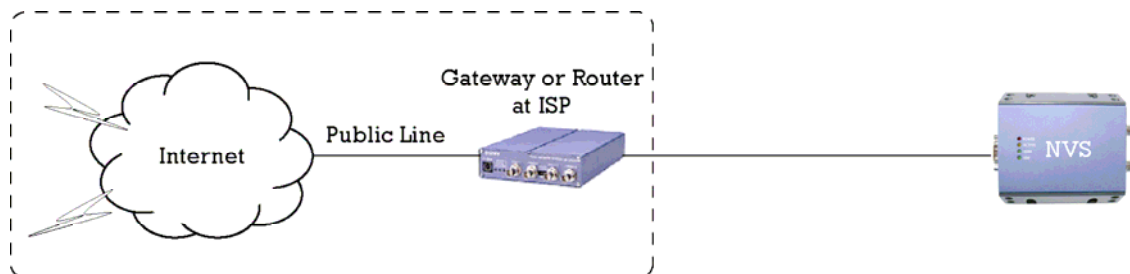 Gateway or Router
at ISP
Public Line
Internet
NVS